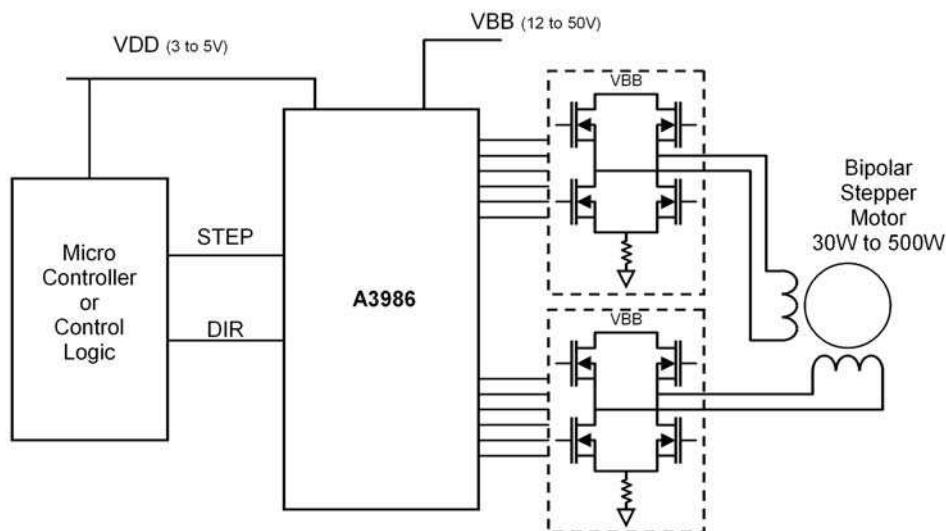 VDD (3 to 5V)
VBB (12 to 50V)
VBB
Bipolar
Stepper
Motor
30W to 500W
Micro
Controller
or
Control
Logic
STEP
DIR
A3986
VBB